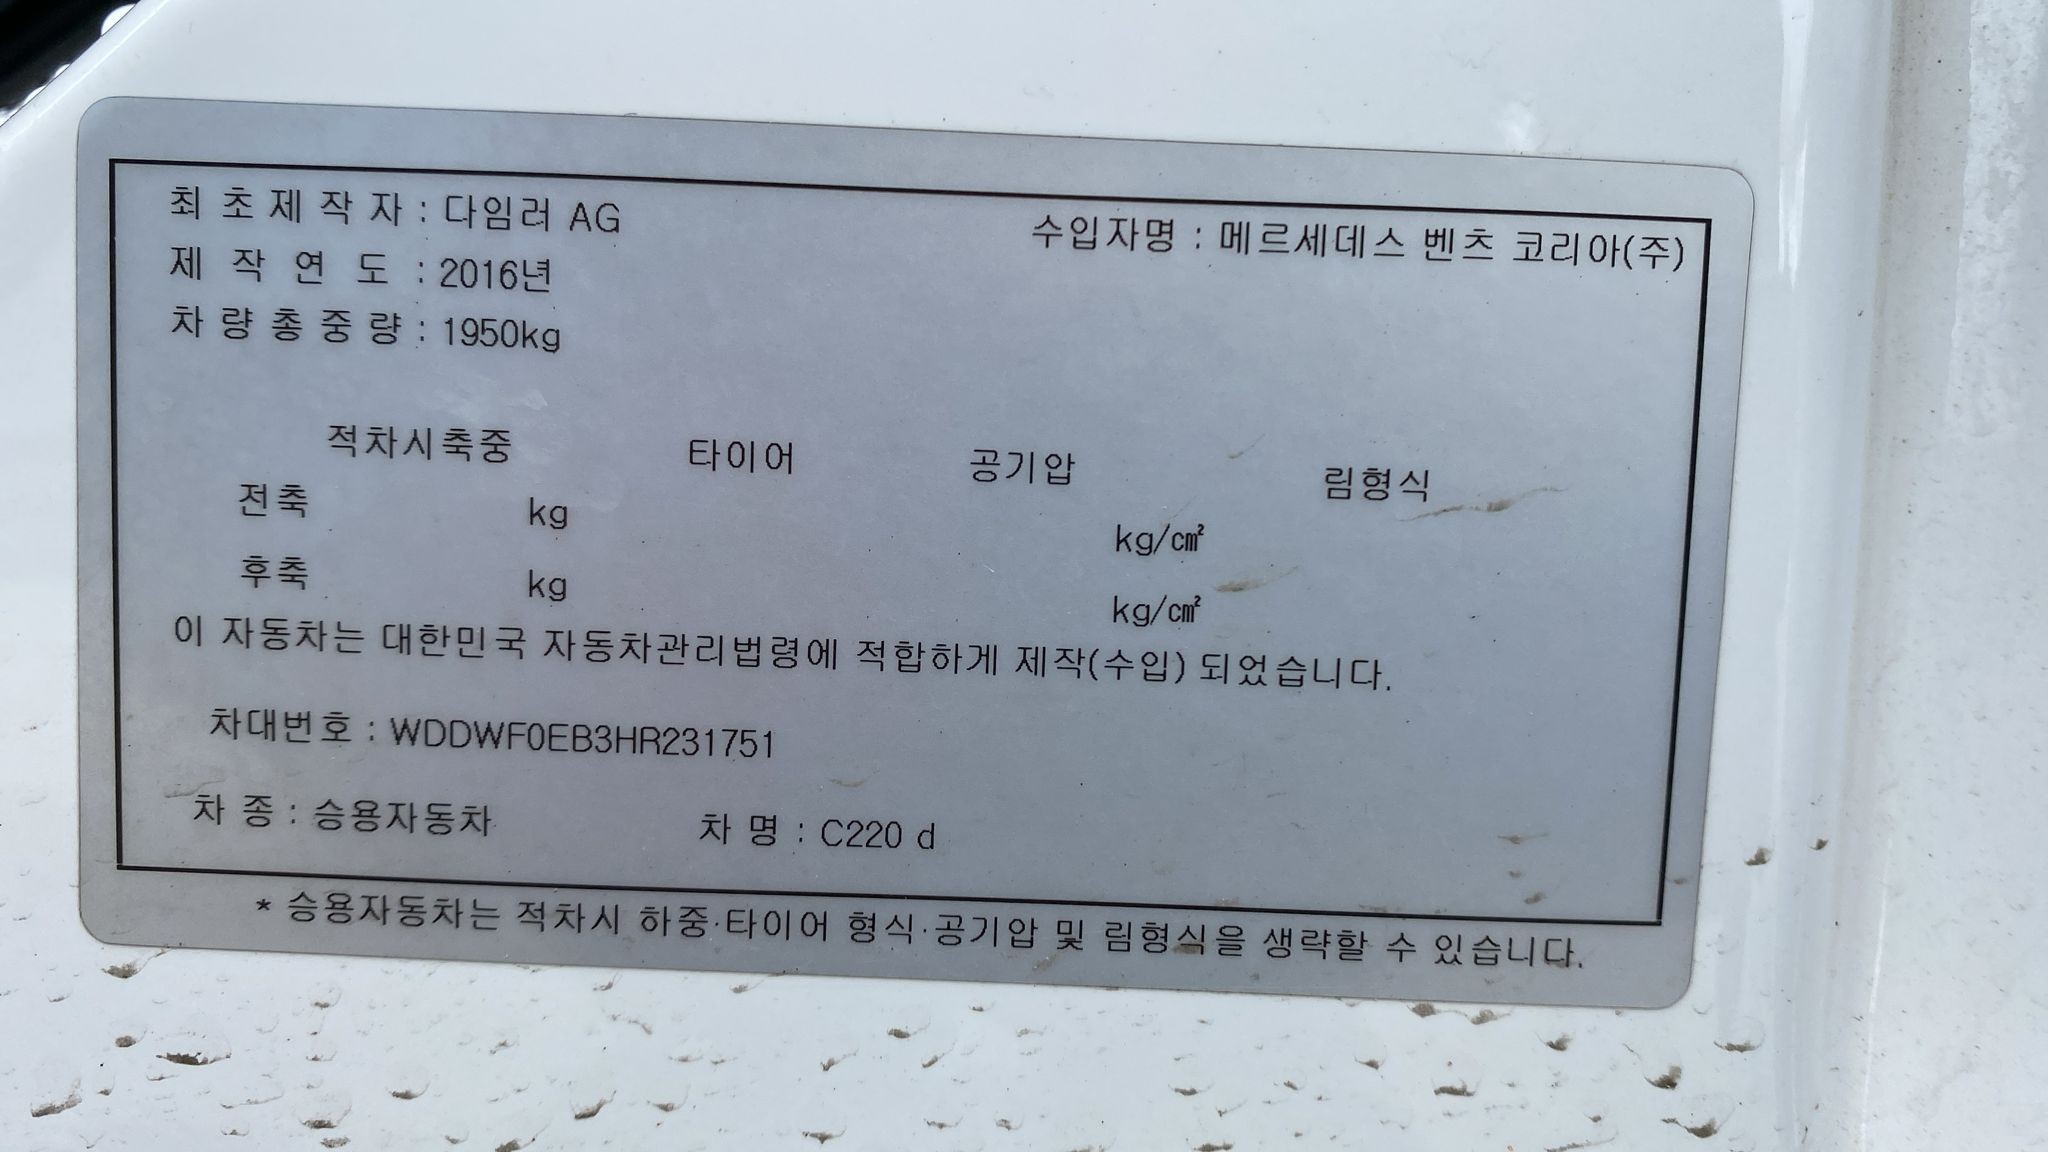 최초제작자 : 다임러 AG 수입자명 : 메르세데스 벤츠 코리아(주)
제작연도 : 2016년
차량총중량 : 1950kg
적차시축중 타이어 공기압 림형식
전축 kg kg/㎠
후축 kg kg/㎠
이 자동차는 대한민국 자동차관리법령에 적합하게 제작(수입) 되었습니다.
차대번호 : WDDWF0EB3HR231751
차 종 : 승용자동차 차 명 : C220 d
* 승용자동차는 적차시 하중·타이어 형식·공기압 및 림형식을 생략할 수 있습니다.